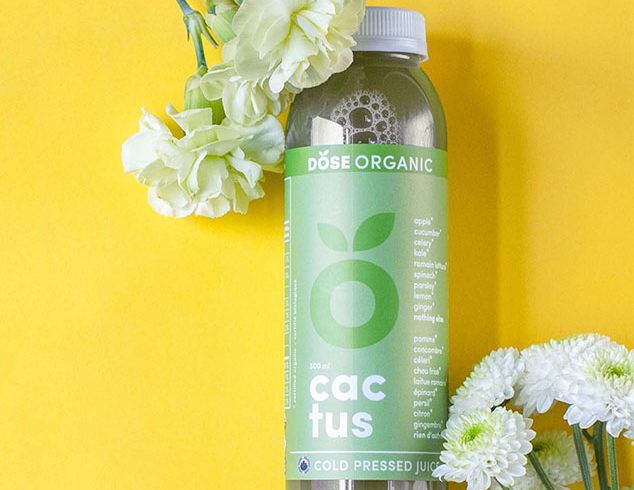 DOSE ORGANIC
apple*
cucumber*
celery*
kale*
romain lettuce*
spinach*
parsley*
lemon*
ginger*
nothing else
pomme*
concombre*
céleri*
chou frisé*
laitue romaine*
épinard*
persil*
citron*
gingembre*
rien d'autre
300 ml
cac
tus
COLD PRESSED JUICE